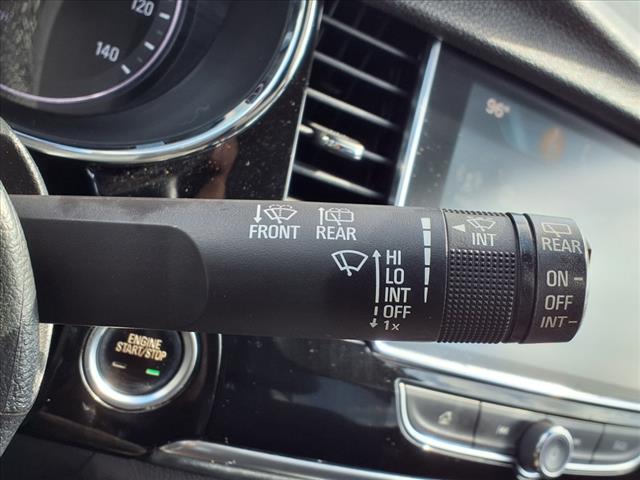 120
140
96°
FRONT REAR
HI
LO
INT
OFF
1x
INT
REAR
ON
OFF
INT
ENGINE
START/STOP